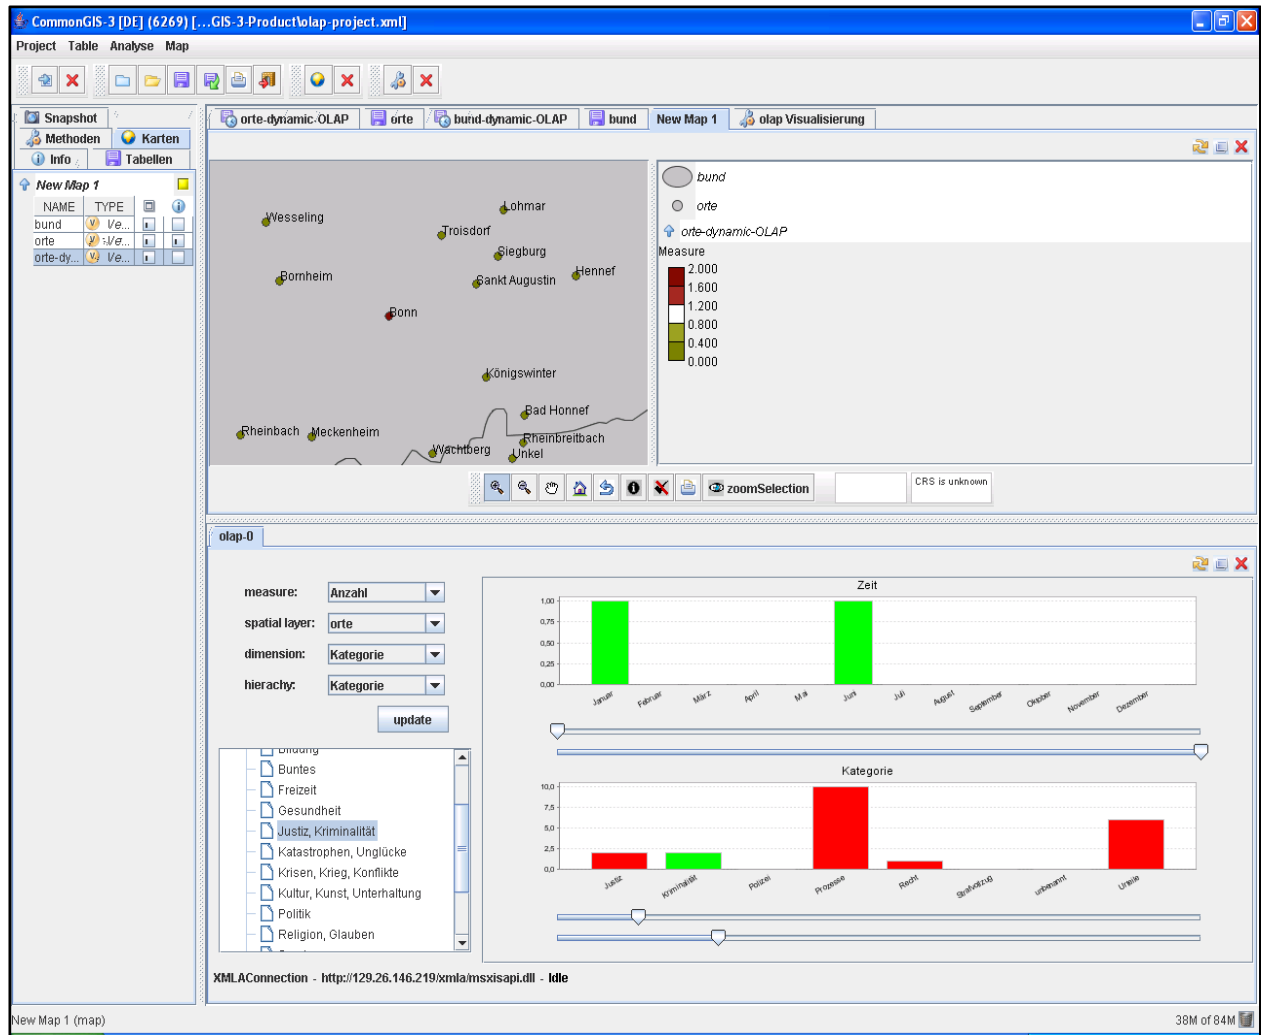 CommonGIS-3 [DE] (6269) [...GIS-3-Product\olap-project.xml]
Project Table Analyse Map
Snapshot
Methoden Karten
Info Tabellen
New Map 1
NAME TYPE
bund Ve...
orte Ve...
orte-dy... Ve...
orte-dynamic-OLAP orte bund-dynamic-OLAP bund New Map 1 olap Visualisierung
Wesseling
Lohmar
Troisdorf
Siegburg
Bornheim
Sankt Augustin
Hennef
Bonn
Königswinter
Bad Honnef
Rheinbach
Meckenheim
Rheinbreitbach
Wachtberg
Unkel
bund
orte
orte-dynamic-OLAP
Measure
2.000
1.600
1.200
0.800
0.400
0.000
zoomSelection
CRS is unknown
olap-0
measure: Anzahl
spatial layer: orte
dimension: Kategorie
hierachy: Kategorie
update
Bildung
Buntes
Freizeit
Gesundheit
Justiz, Kriminalität
Katastrophen, Unglücke
Krisen, Krieg, Konflikte
Kultur, Kunst, Unterhaltung
Politik
Religion, Glauben
Zeit
1,00
0,75
0,50
0,25
0,00
Januar Februar März April Mai Juni Juli August September Oktober November Dezember
Kategorie
10,0
7,5
5,0
2,5
0,0
Justiz Kriminalität Polizei Prozesse Recht Strafvollzug unbenannt Urteile
XMLAConnection - http://129.26.146.219/xmla/msxisapi.dll - Idle
New Map 1 (map)
38M of 84M